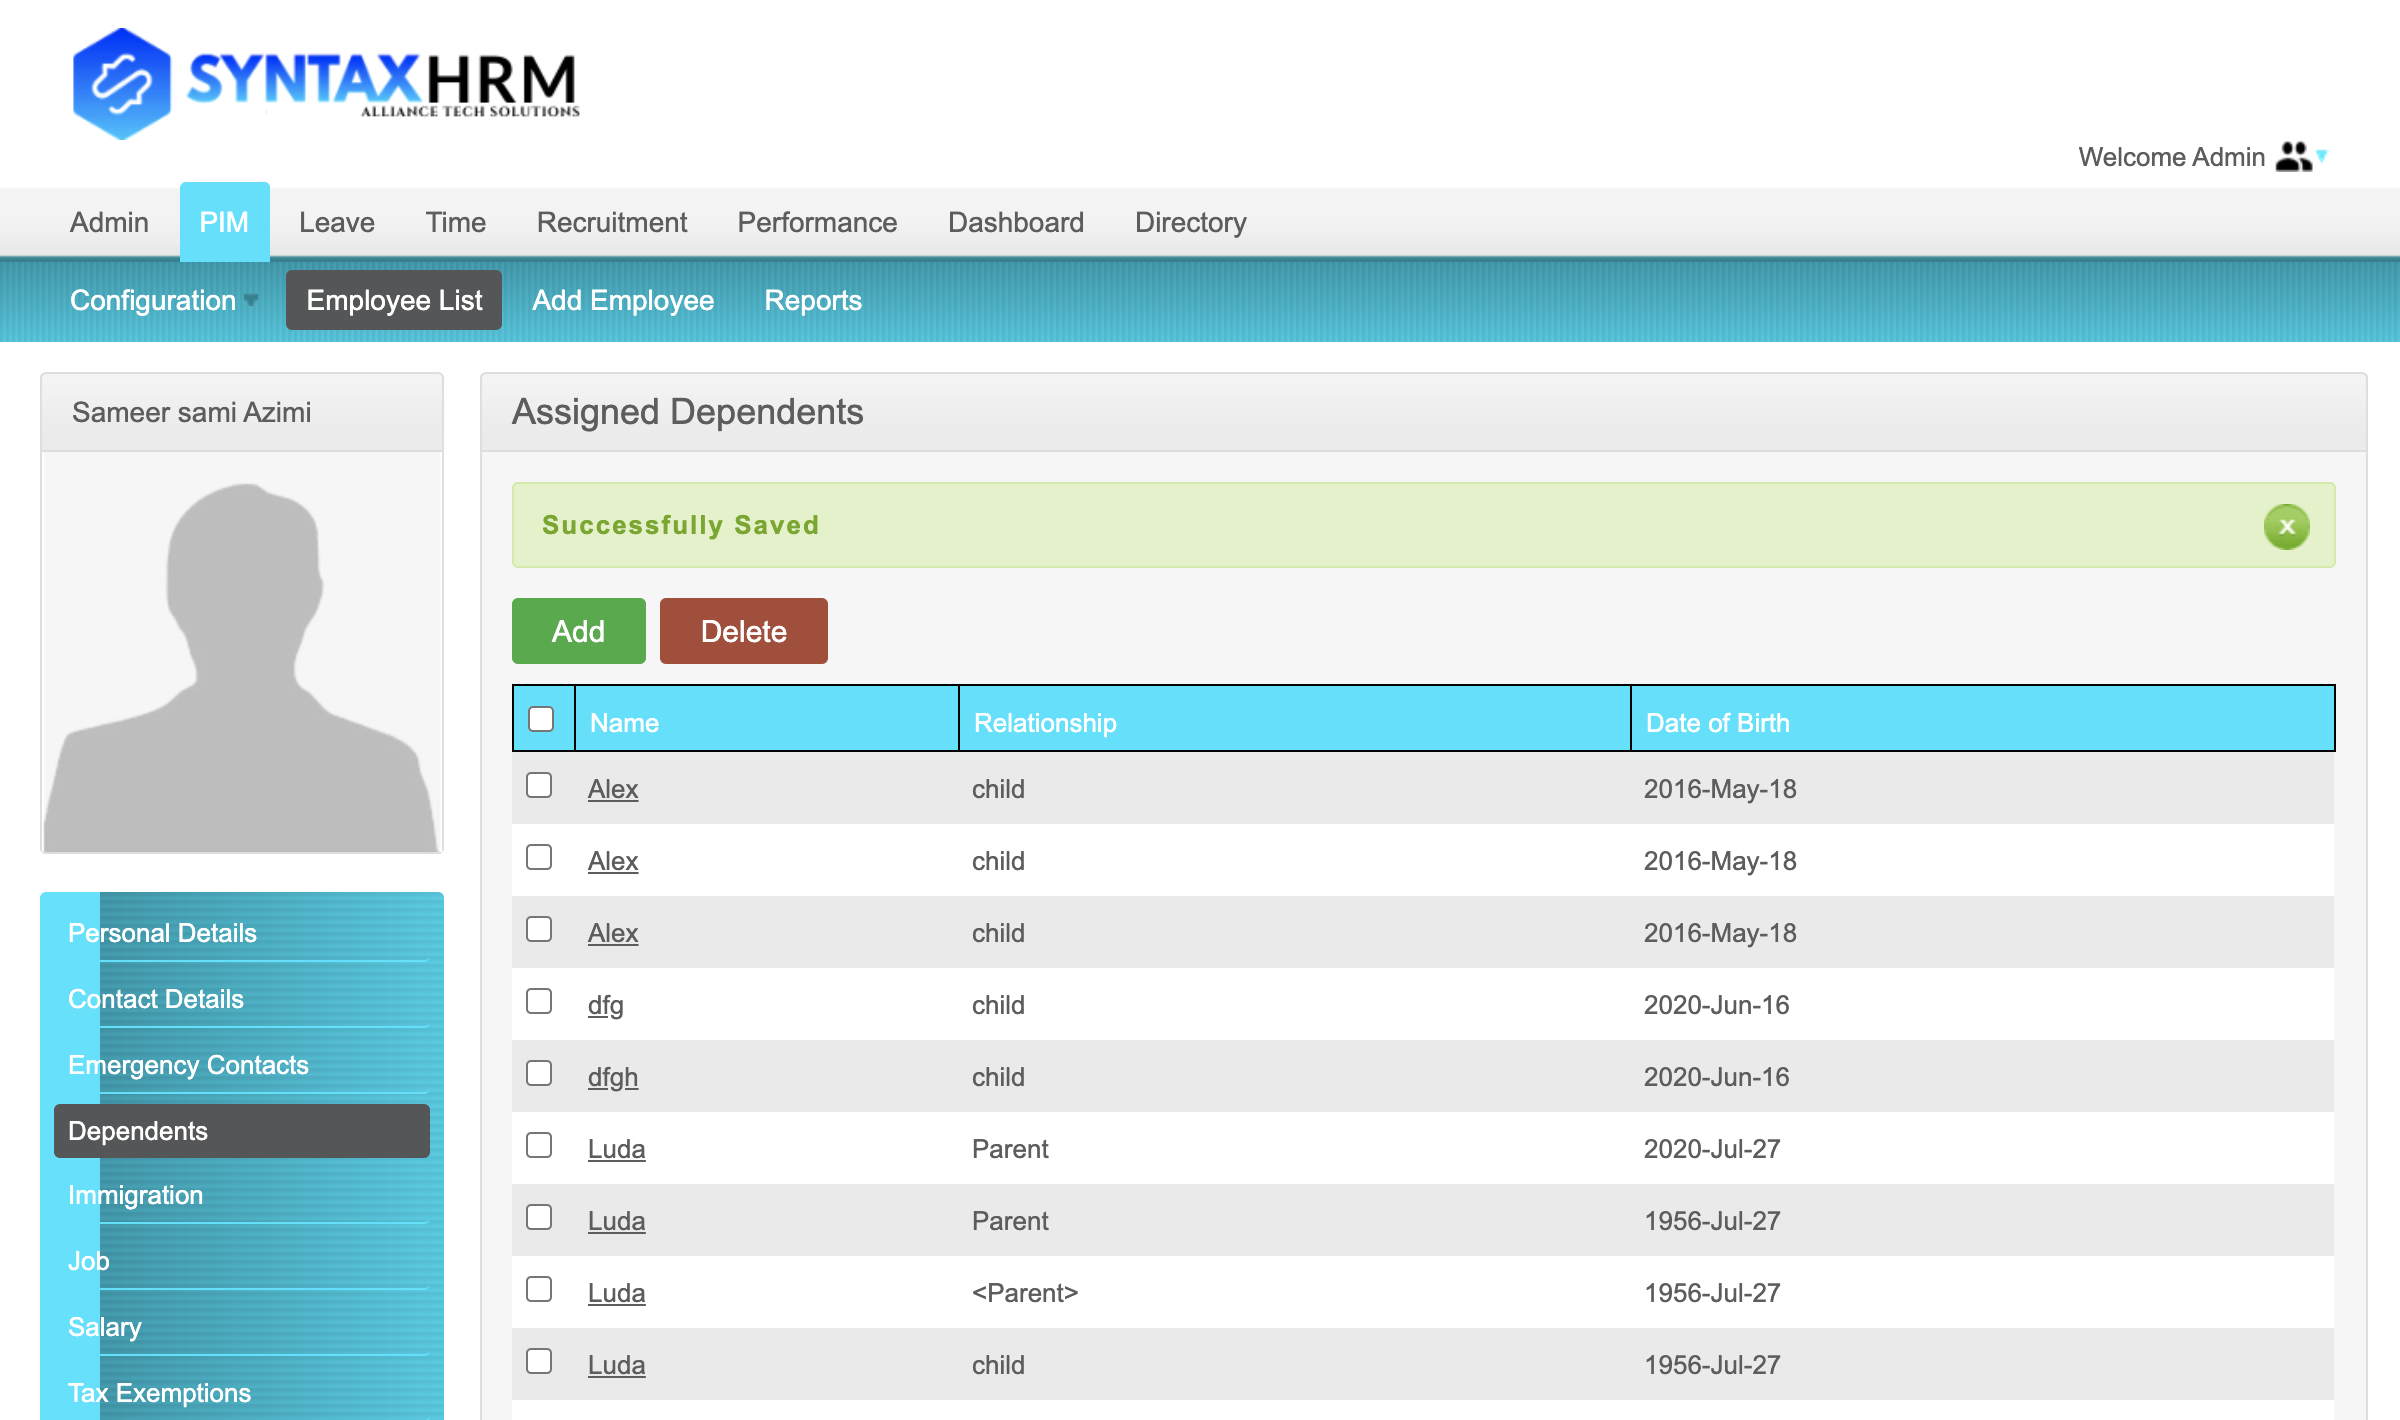 SYNTAXHRM
ALLIANCE TECH SOLUTIONS
Welcome Admin
Admin PIM Leave Time Recruitment Performance Dashboard Directory
Configuration Employee List Add Employee Reports
Sameer sami Azimi
Assigned Dependents
Successfully Saved
x
Add Delete
Name Relationship Date of Birth
Alex child 2016-May-18
Alex child 2016-May-18
Alex child 2016-May-18
dfg child 2020-Jun-16
dfgh child 2020-Jun-16
Luda Parent 2020-Jul-27
Luda Parent 1956-Jul-27
Luda <Parent> 1956-Jul-27
Luda child 1956-Jul-27
Personal Details
Contact Details
Emergency Contacts
Dependents
Immigration
Job
Salary
Tax Exemptions